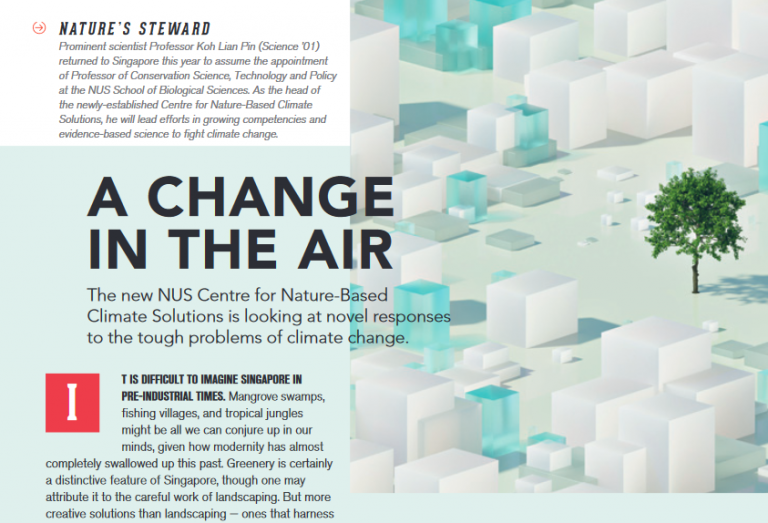 NATURE'S STEWARD
Prominent scientist Professor Koh Lian Pin (Science '01)
returned to Singapore this year to assume the appointment
of Professor of Conservation Science, Technology and Policy
at the NUS School of Biological Sciences. As the head of
the newly-established Centre for Nature-Based Climate
Solutions, he will lead efforts in growing competencies and
evidence-based science to fight climate change.
A CHANGE
IN THE AIR
The new NUS Centre for Nature-Based
Climate Solutions is looking at novel responses
to the tough problems of climate change.
IT IS DIFFICULT TO IMAGINE SINGAPORE IN
PRE-INDUSTRIAL TIMES. Mangrove swamps,
fishing villages, and tropical jungles
might be all we can conjure up in our
minds, given how modernity has almost
completely swallowed up this past. Greenery is certainly
a distinctive feature of Singapore, though one may
attribute it to the careful work of landscaping. But more
creative solutions than landscaping — ones that harness